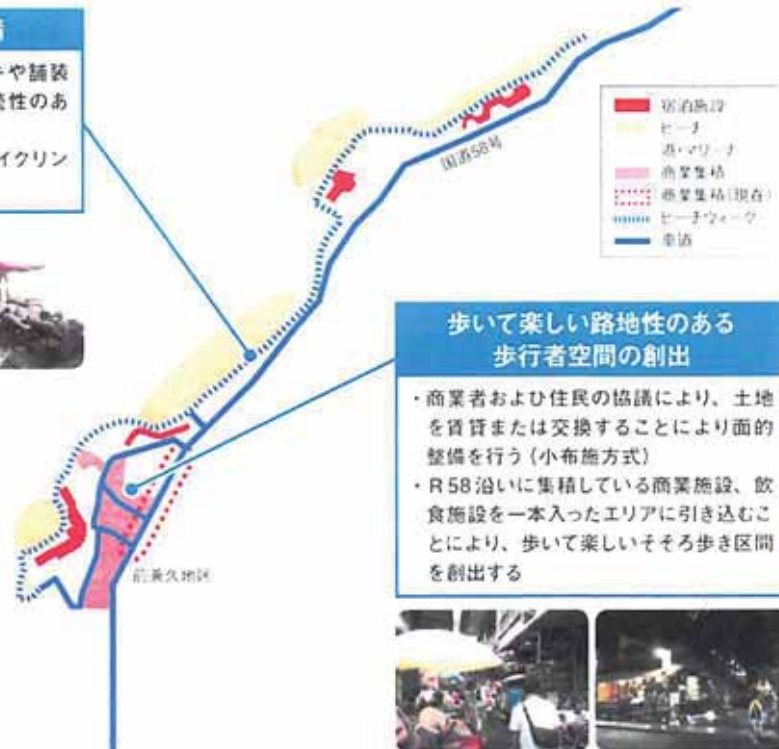 や舗装
性のあ
イクリン
国道58号
宿泊施設
ビーチ
港・マリーナ
商業集積
商業集積(現在)
ビーチウォーク
車道
歩いて楽しい路地性のある
歩行者空間の創出
・商業者および住民の協議により、土地
を賃貸または交換することにより面的
整備を行う(小布施方式)
・R58沿いに集積している商業施設、飲
食施設を一本入ったエリアに引き込むこ
とにより、歩いて楽しいそぞろ歩き区間
を創出する
前兼久地区